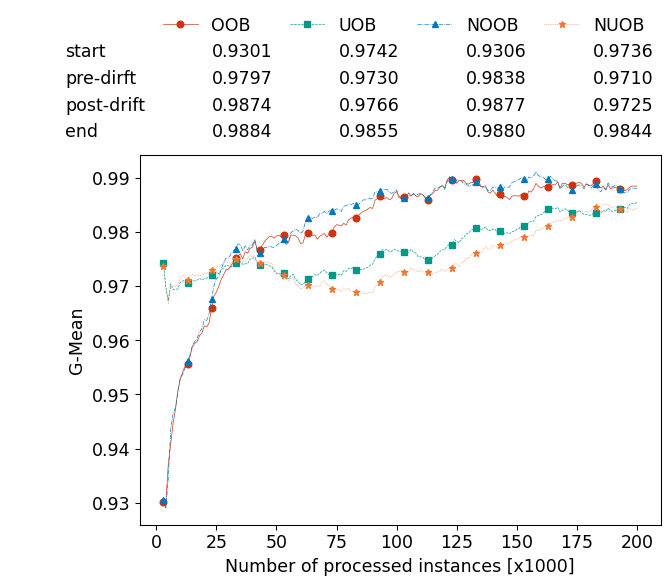 OOB UOB NOOB NUOB
start 0.9301 0.9742 0.9306 0.9736
pre-dirft 0.9797 0.9730 0.9838 0.9710
post-drift 0.9874 0.9766 0.9877 0.9725
end 0.9884 0.9855 0.9880 0.9844
0.99
0.98
0.97
0.96
0.95
0.94
0.93
G-Mean
0 25 50 75 100 125 150 175 200
Number of processed instances [x1000]